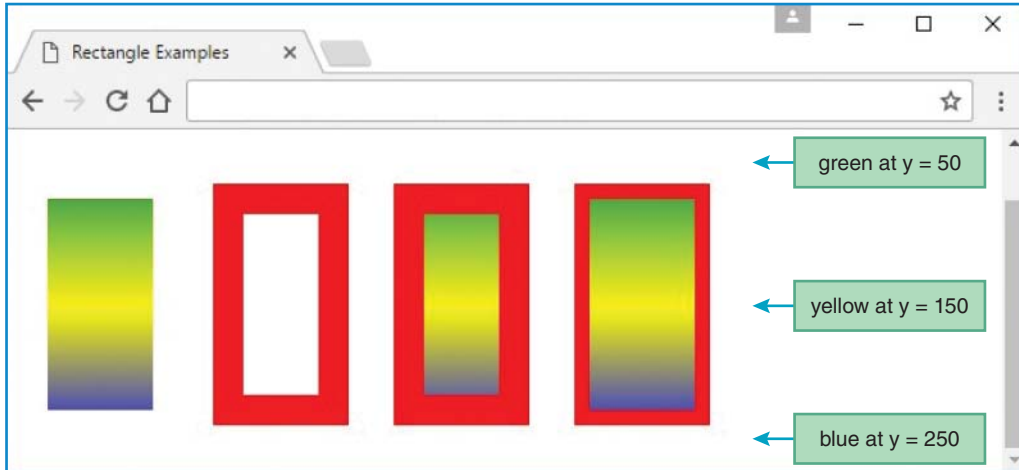 Rectangle Examples
green at y = 50
yellow at y = 150
blue at y = 250